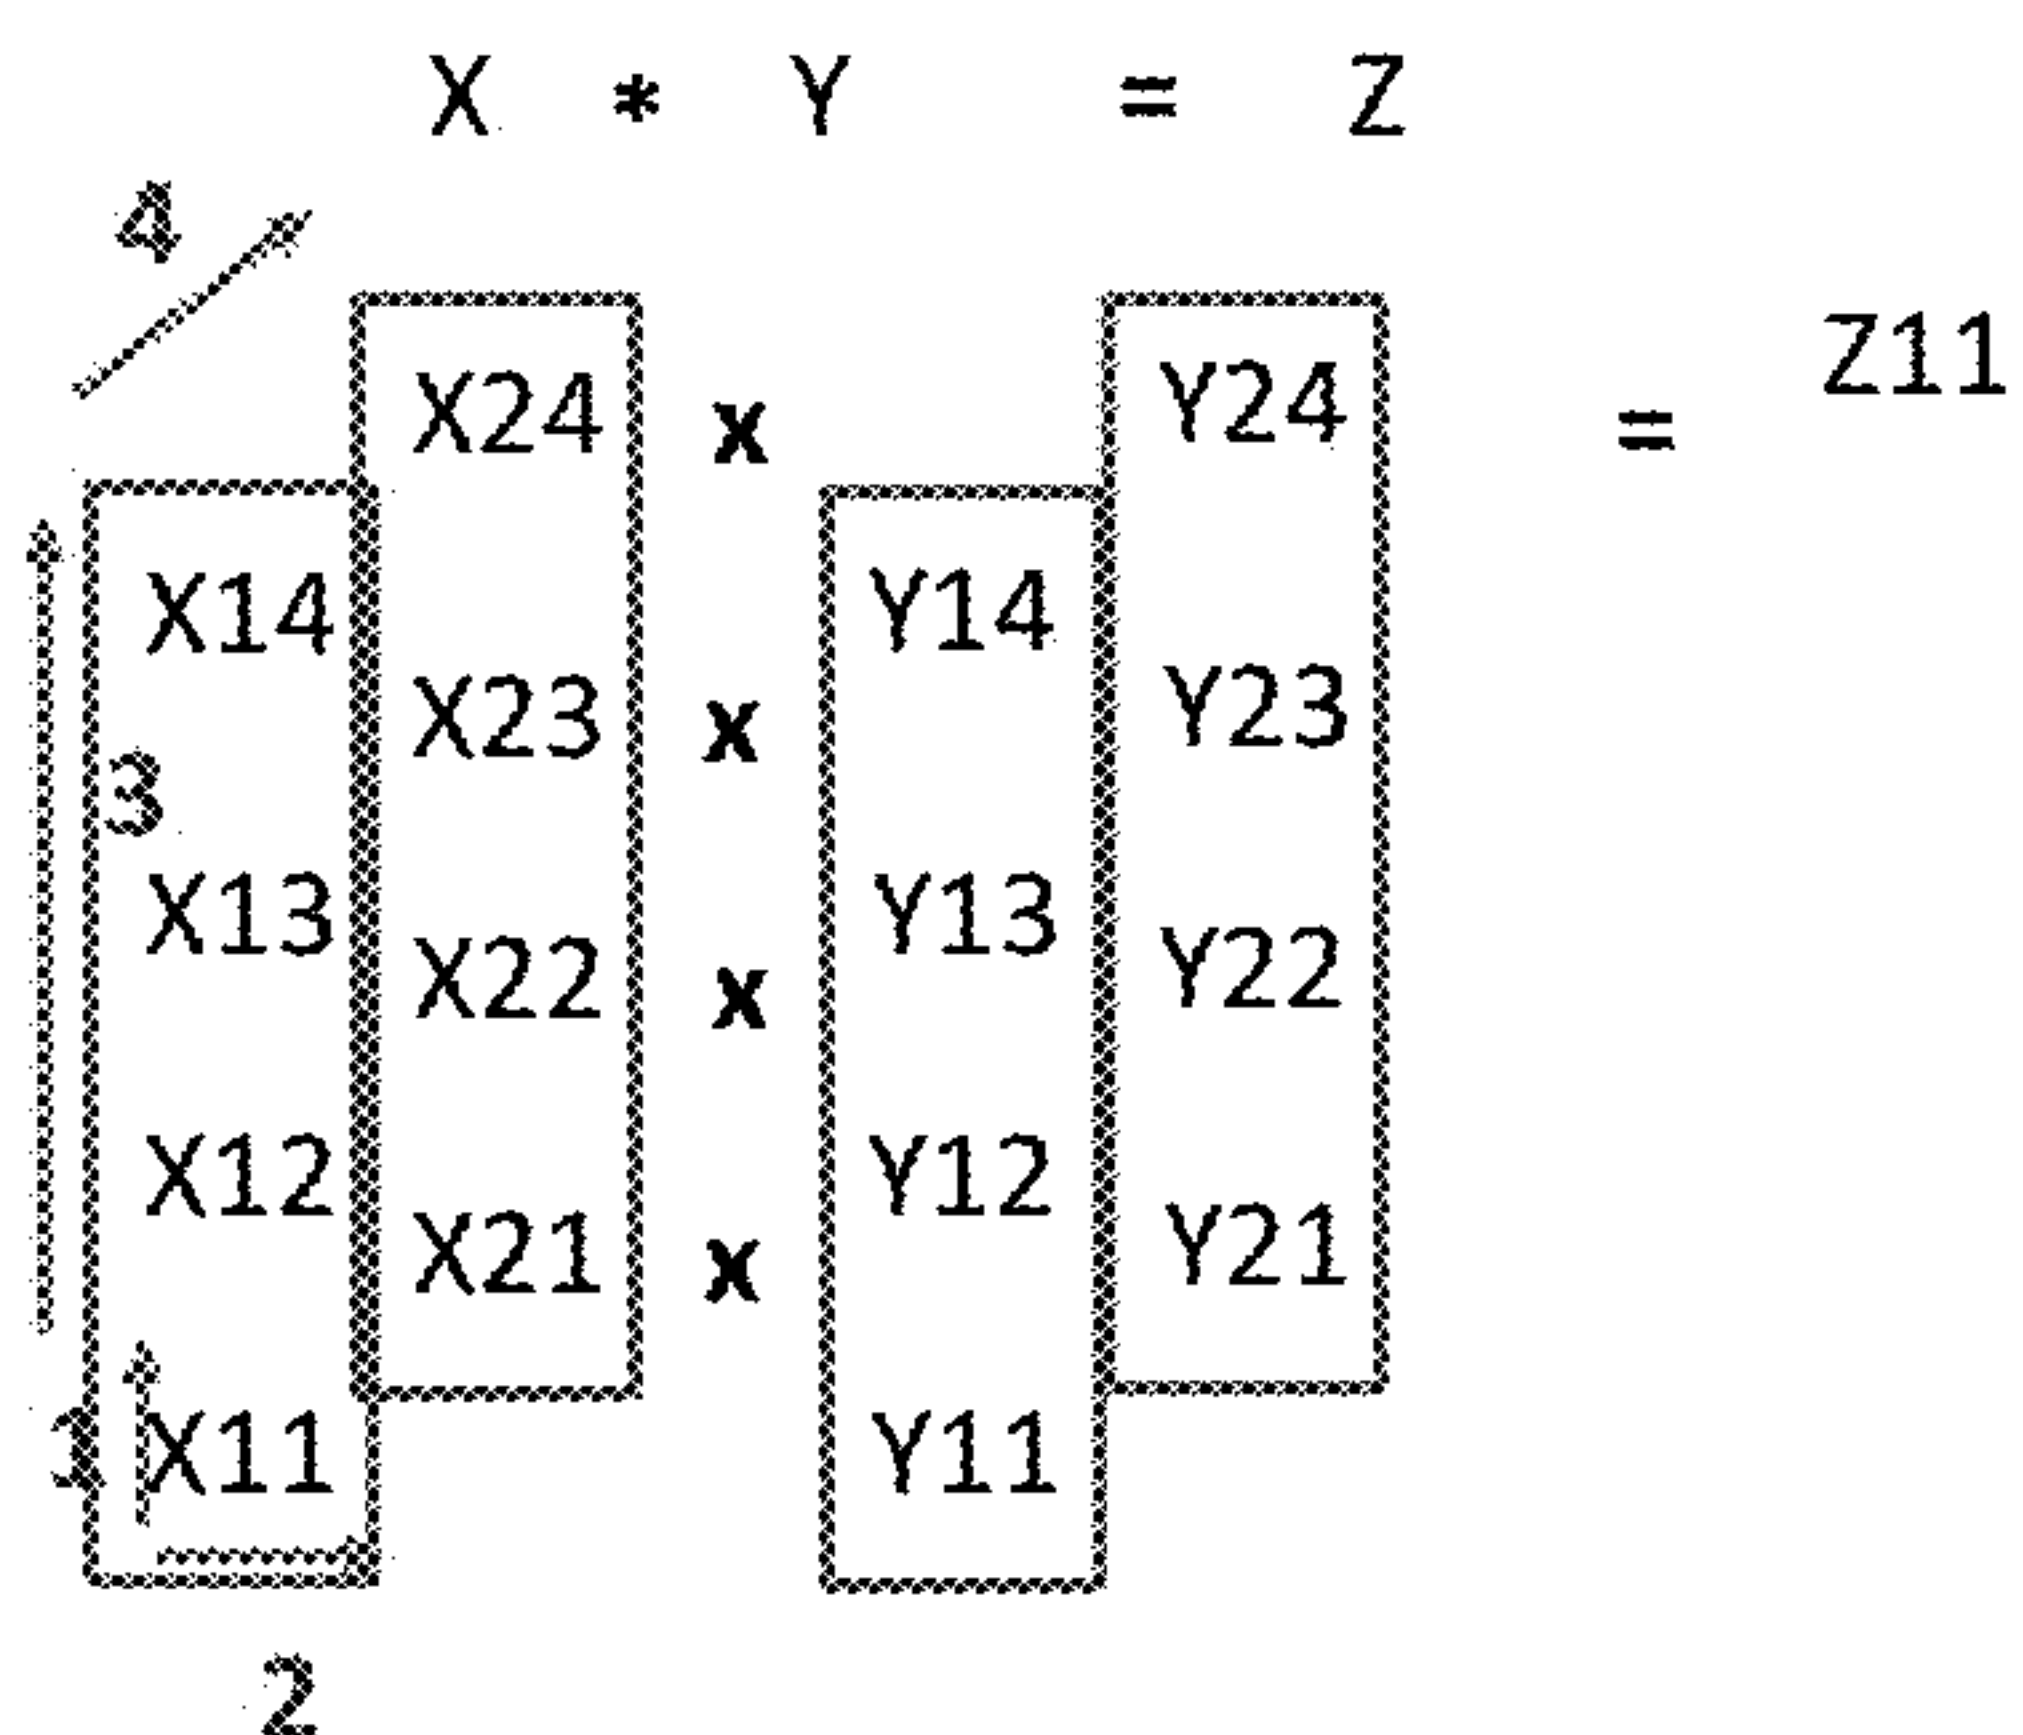 X * Y = Z
4
X24 x Y24 = Z11
X14 Y14
X23 x Y23
3
X13 Y13
X22 x Y22
X12 Y12
X21 x Y21
1 X11 Y11
2